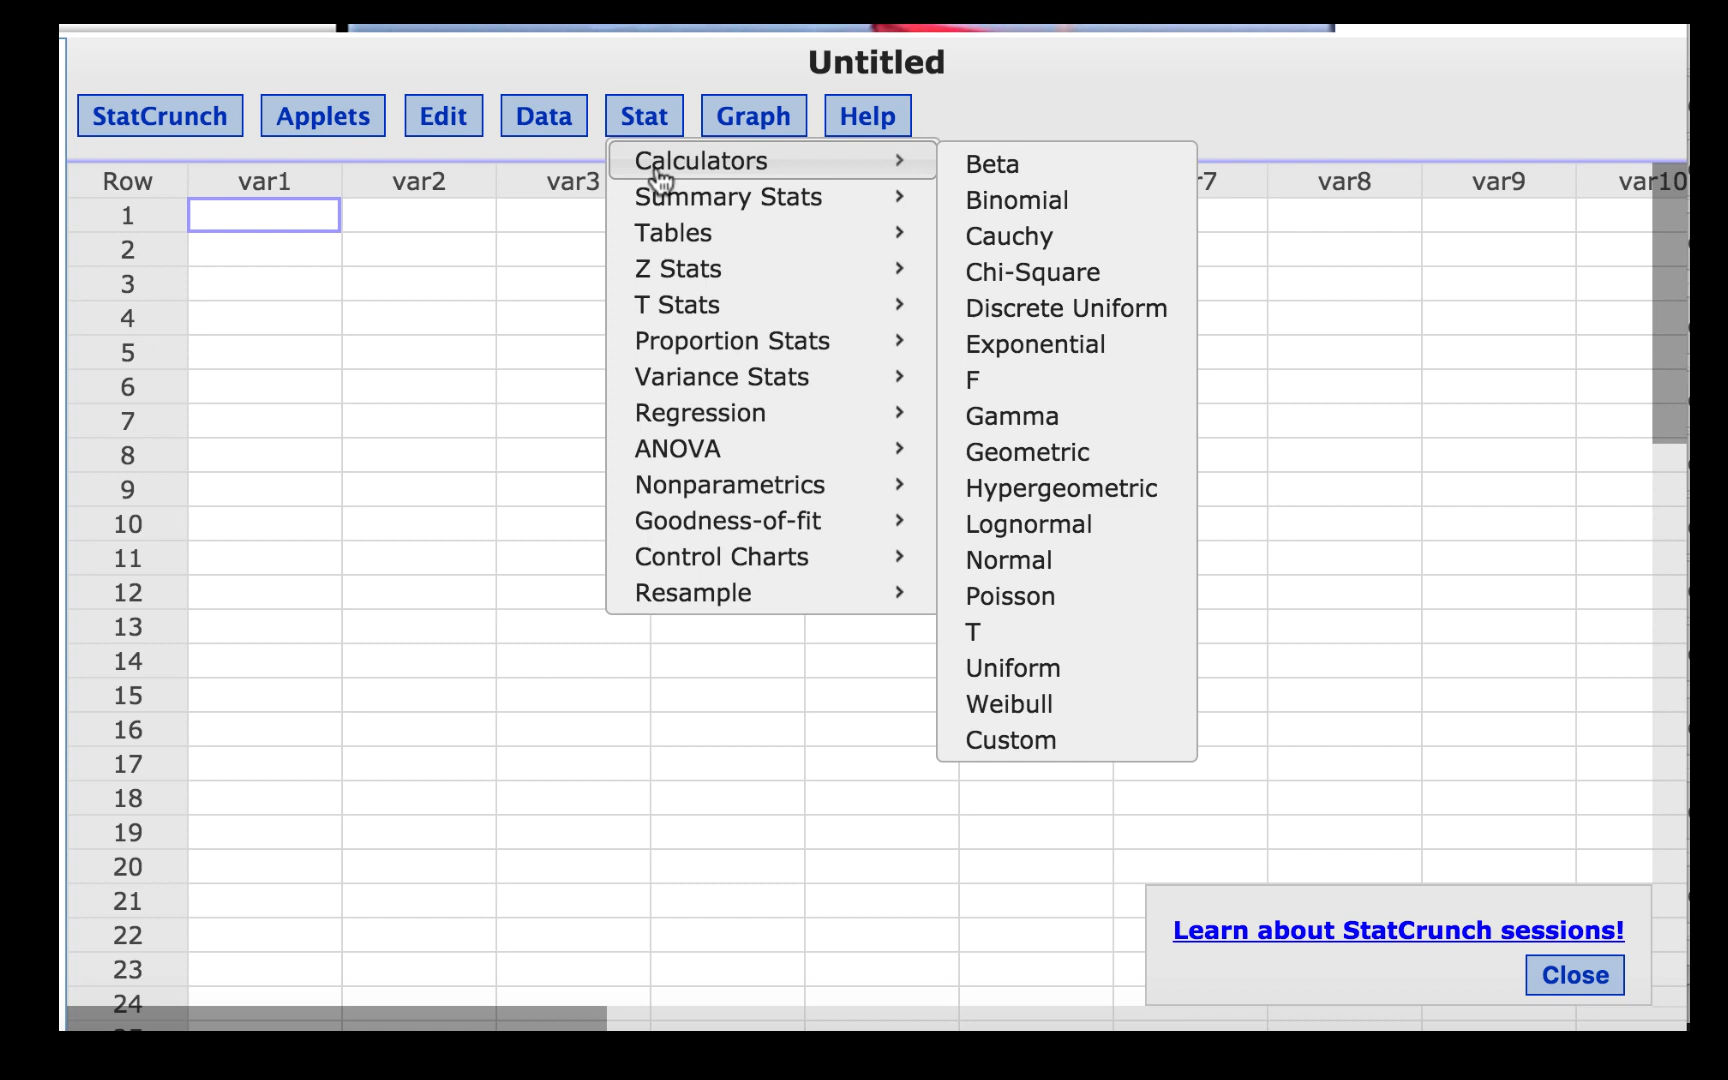 Untitled
StatCrunch Applets Edit Data Stat Graph Help
Row var1 var2 var3 r7 var8 var9 var10
Calculators
Summary Stats
Tables
Z Stats
T Stats
Proportion Stats
Variance Stats
Regression
ANOVA
Nonparametrics
Goodness-of-fit
Control Charts
Resample
Beta
Binomial
Cauchy
Chi-Square
Discrete Uniform
Exponential
F
Gamma
Geometric
Hypergeometric
Lognormal
Normal
Poisson
T
Uniform
Weibull
Custom
1
2
3
4
5
6
7
8
9
10
11
12
13
14
15
16
17
18
19
20
21
22
23
24
Learn about StatCrunch sessions!
Close